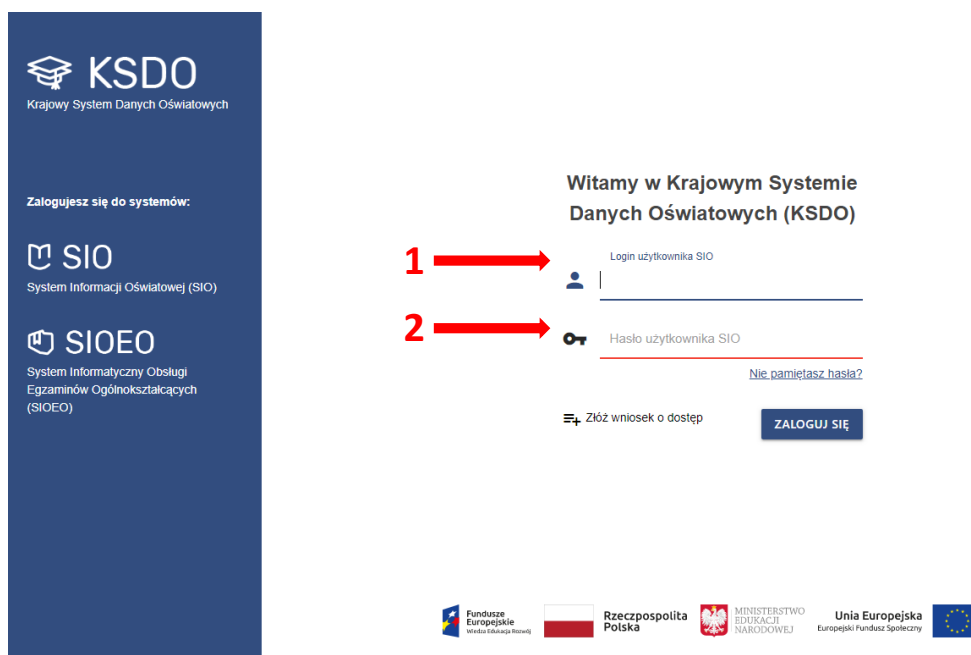 KSDO
Krajowy System Danych Oświatowych
Zalogujesz się do systemów:
SIO
System Informacji Oświatowej (SIO)
SIOEO
System Informatyczny Obsługi
Egzaminów Ogólnokształcących
(SIOEO)
Witamy w Krajowym Systemie
Danych Oświatowych (KSDO)
1
Login użytkownika SIO
2
Hasło użytkownika SIO
Nie pamiętasz hasła?
Złóż wniosek o dostęp
ZALOGUJ SIĘ
Fundusze
Europejskie
Wiedza Edukacja Rozwój
Rzeczpospolita
Polska
MINISTERSTWO
EDUKACJI
NARODOWEJ
Unia Europejska
Europejski Fundusz Społeczny